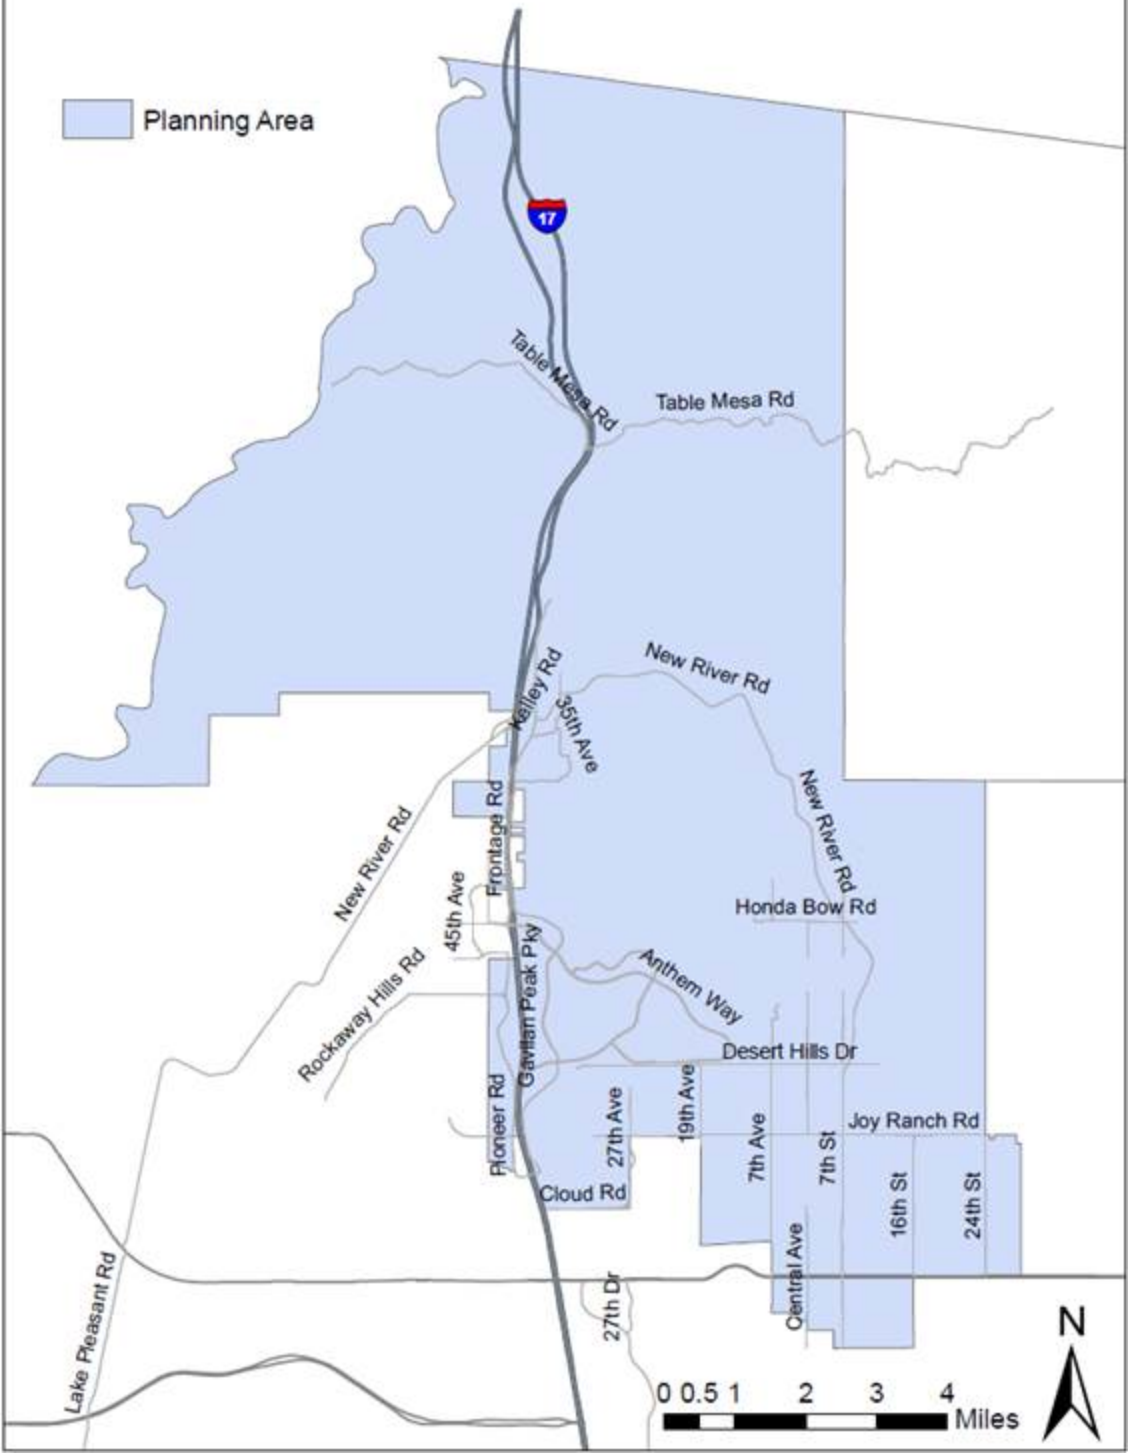 Planning Area
17
Table Mesa Rd
Table Mesa Rd
New River Rd
Kelley Rd
35th Ave
New River Rd
Frontage Rd
New River Rd
45th Ave
Honda Bow Rd
Rockaway Hills Rd
Gavilan Peak Pky
Anthem Way
Desert Hills Dr
Pioneer Rd
27th Ave
19th Ave
7th Ave
7th St
Joy Ranch Rd
16th St
24th St
Cloud Rd
Central Ave
27th Dr
Lake Pleasant Rd
N
0 0.5 1 2 3 4
Miles